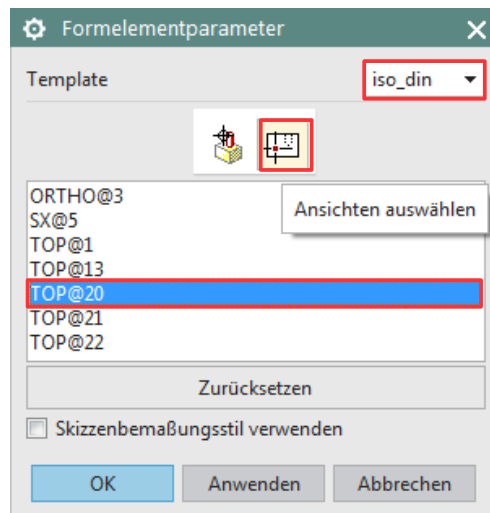 Formelementparameter
Template iso_din
ORTHO@3
Ansichten auswählen
SX@5
TOP@1
TOP@13
TOP@20
TOP@21
TOP@22
Zurücksetzen
Skizzenbemaßungsstil verwenden
OK Anwenden Abbrechen